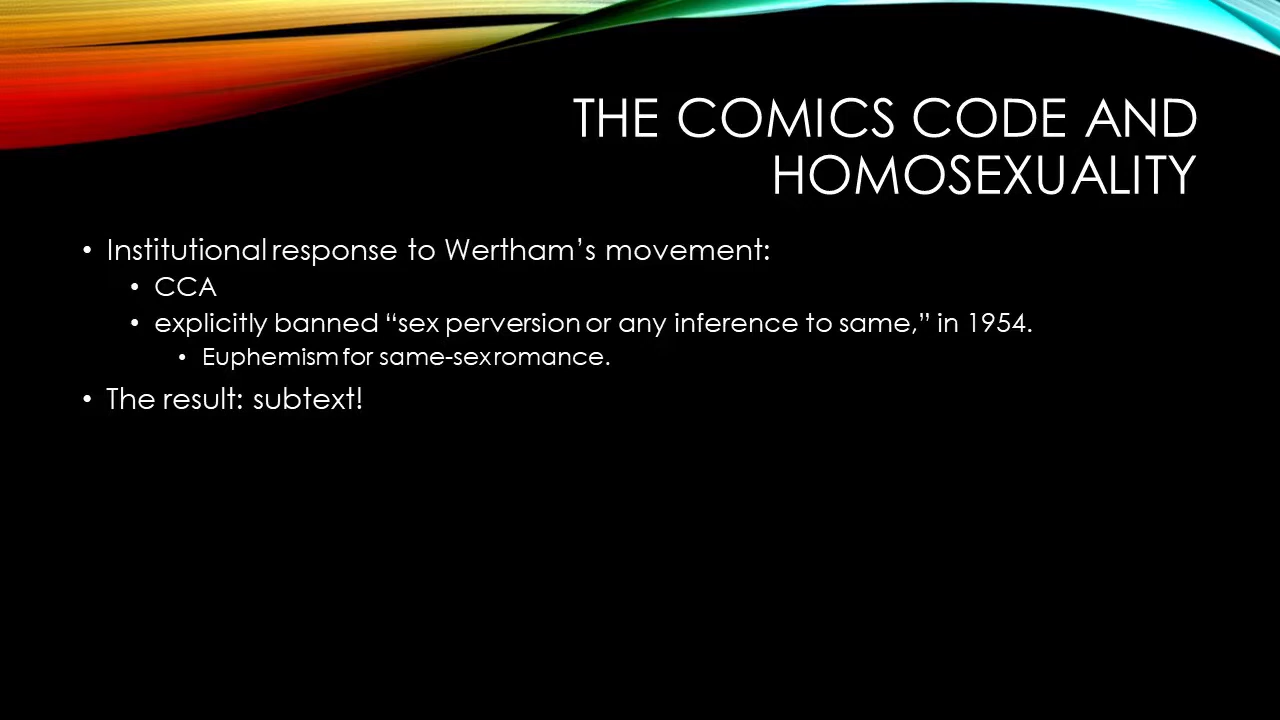 THE COMICS CODE AND
HOMOSEXUALITY
• Institutional response to Wertham’s movement:
• CCA
• explicitly banned “sex perversion or any inference to same,” in 1954.
• Euphemism for same-sex romance.
• The result: subtext!